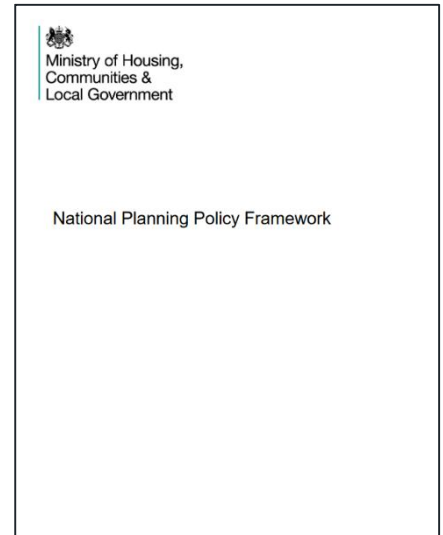 Ministry of Housing,
Communities &
Local Government
National Planning Policy Framework